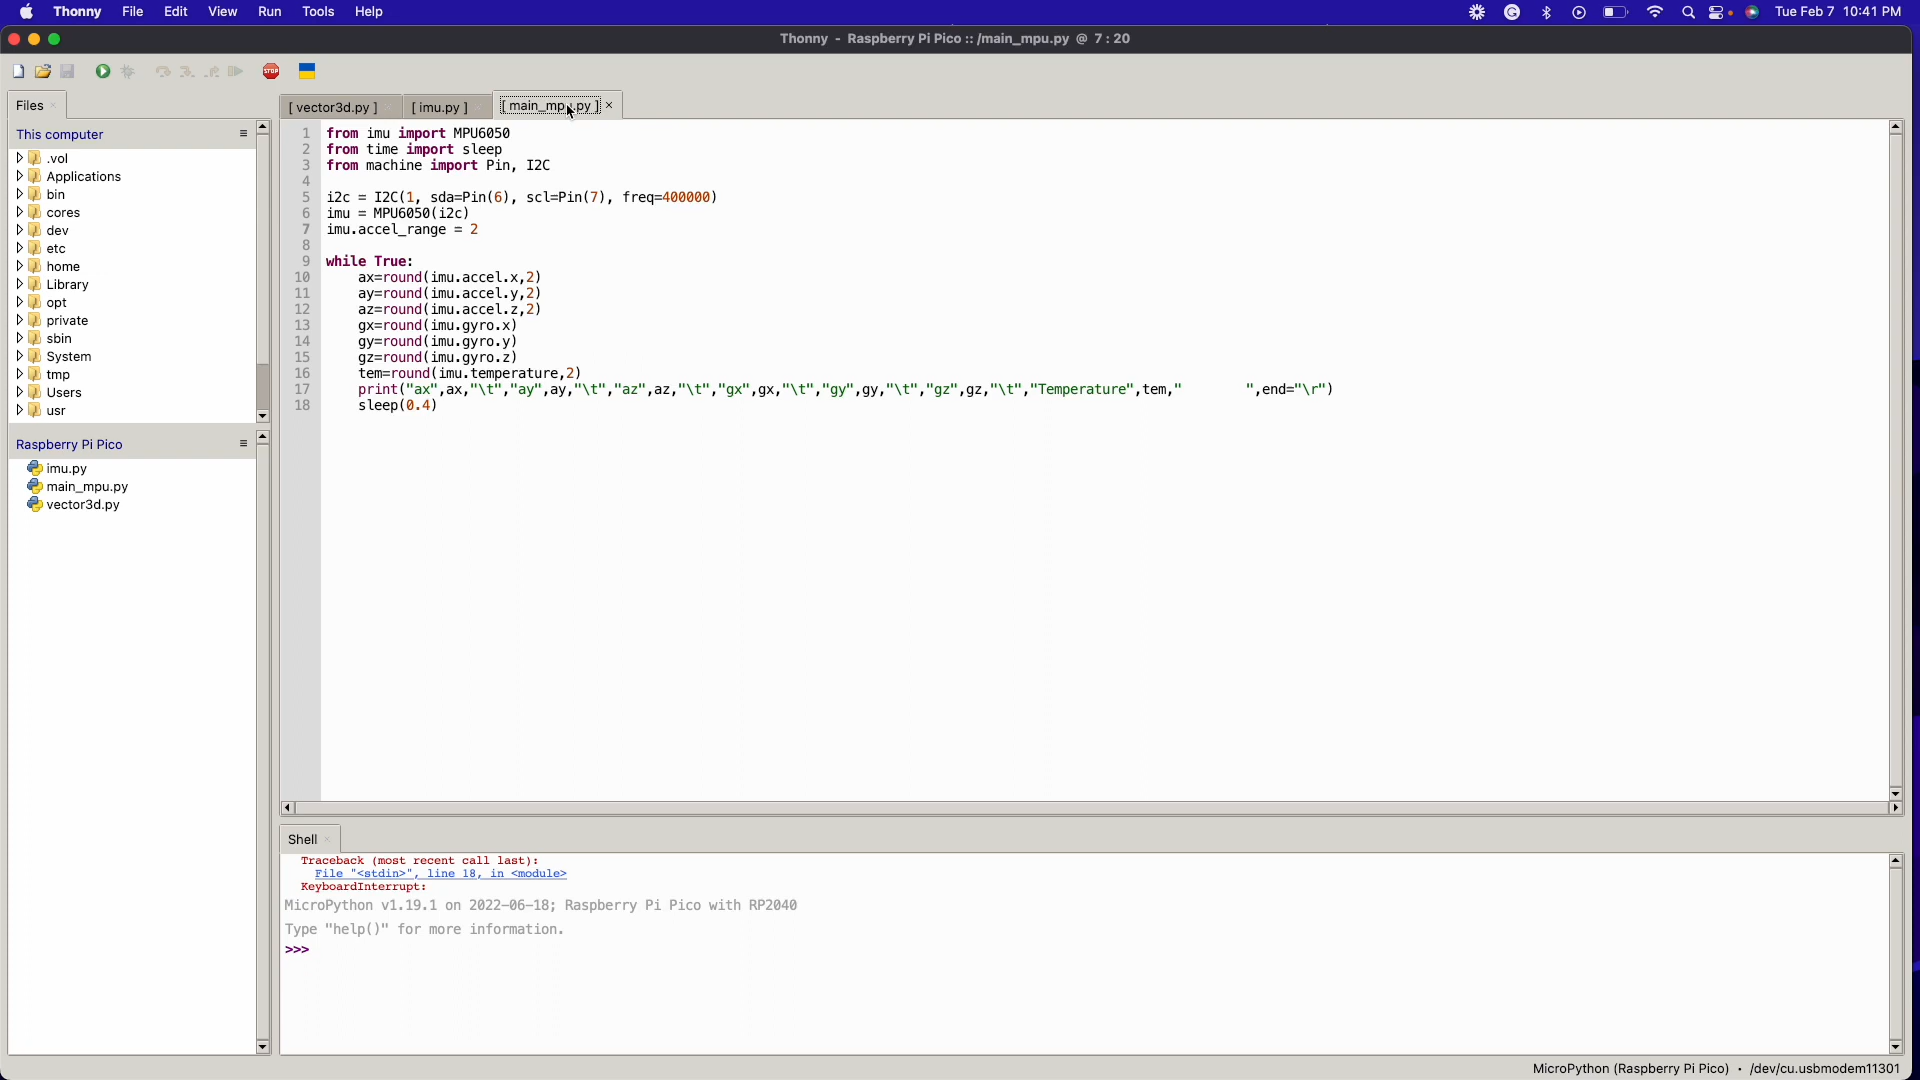 Thonny File Edit View Run Tools Help Tue Feb 7 10:41 PM
Thonny - Raspberry Pi Pico :: /main_mpu.py @ 7 : 20
STOP
Files
This computer
.vol
Applications
bin
cores
dev
etc
home
Library
opt
private
sbin
System
tmp
Users
usr
Raspberry Pi Pico
imu.py
main_mpu.py
vector3d.py
[ vector3d.py ] [ imu.py ] [ main_mpu.py ] ×
1 from imu import MPU6050
2 from time import sleep
3 from machine import Pin, I2C
4
5 i2c = I2C(1, sda=Pin(6), scl=Pin(7), freq=400000)
6 imu = MPU6050(i2c)
7 imu.accel_range = 2
8
9 while True:
10     ax=round(imu.accel.x,2)
11     ay=round(imu.accel.y,2)
12     az=round(imu.accel.z,2)
13     gx=round(imu.gyro.x)
14     gy=round(imu.gyro.y)
15     gz=round(imu.gyro.z)
16     tem=round(imu.temperature,2)
17     print("ax",ax,"\t","ay",ay,"\t","az",az,"\t","gx",gx,"\t","gy",gy,"\t","gz",gz,"\t","Temperature",tem,"        ",end="\r")
18     sleep(0.4)
Shell
Traceback (most recent call last):
File "<stdin>", line 18, in <module>
KeyboardInterrupt:
MicroPython v1.19.1 on 2022-06-18; Raspberry Pi Pico with RP2040
Type "help()" for more information.
>>>
MicroPython (Raspberry Pi Pico) • /dev/cu.usbmodem11301